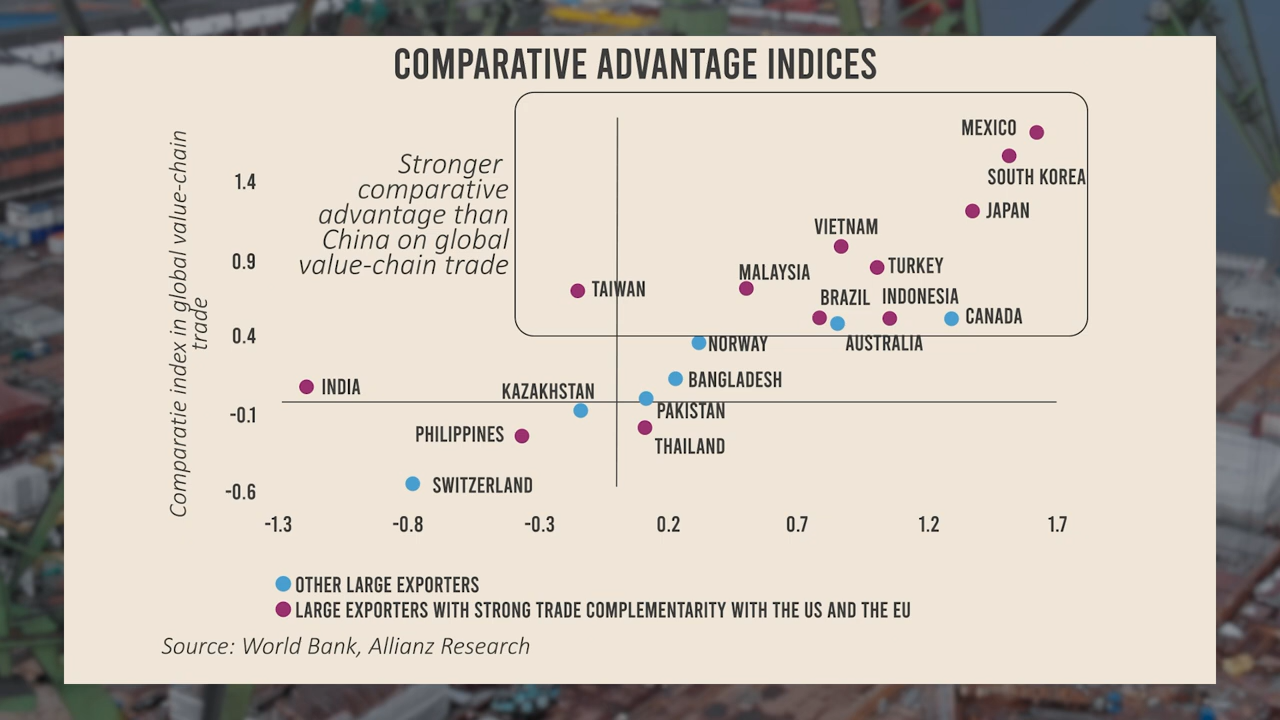 COMPARATIVE ADVANTAGE INDICES
Comparatie index in global value-chain
trade
Stronger
comparative
advantage than
China on global
value-chain trade
1.4
0.9
0.4
-0.1
-0.6
MEXICO
SOUTH KOREA
JAPAN
VIETNAM
TURKEY
MALAYSIA
TAIWAN
BRAZIL
INDONESIA
CANADA
AUSTRALIA
NORWAY
BANGLADESH
INDIA
KAZAKHSTAN
PAKISTAN
PHILIPPINES
THAILAND
SWITZERLAND
-1.3
-0.8
-0.3
0.2
0.7
1.2
1.7
OTHER LARGE EXPORTERS
LARGE EXPORTERS WITH STRONG TRADE COMPLEMENTARITY WITH THE US AND THE EU
Source: World Bank, Allianz Research